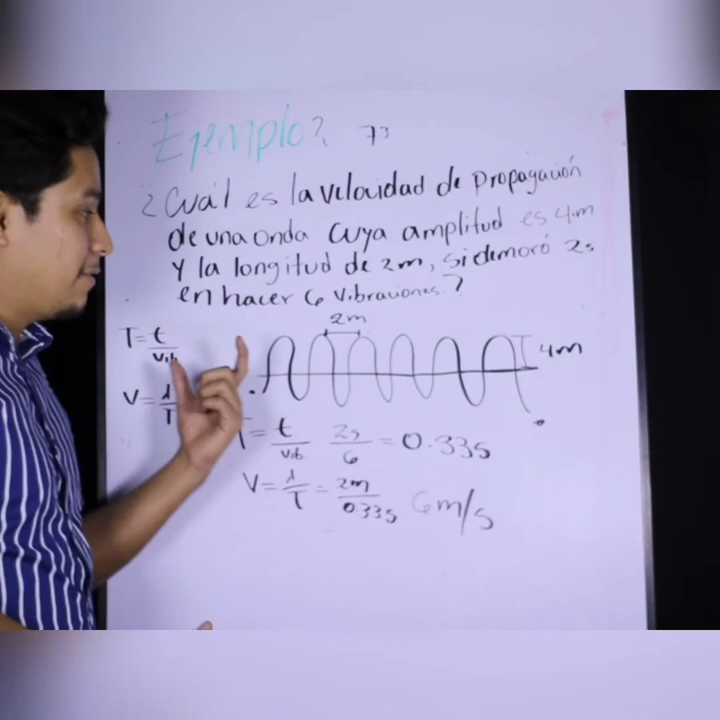 Ejemplo?
¿Cuál es la velocidad de propagación
de una onda cuya amplitud es 4m
y la longitud de 2m, si demoró 2s
en hacer 6 vibraciones?
2m
T=t/vib
4m
V=λ/T
T=t/vib 2s/6=0.33s
V=λ/T=2m/0.33s 6m/s